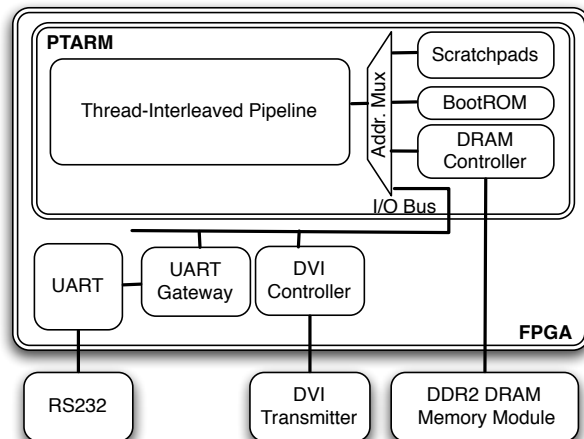 PTARM
Thread-Interleaved Pipeline
Addr. Mux
Scratchpads
BootROM
DRAM
Controller
I/O Bus
UART
UART
Gateway
DVI
Controller
FPGA
RS232
DVI
Transmitter
DDR2 DRAM
Memory Module